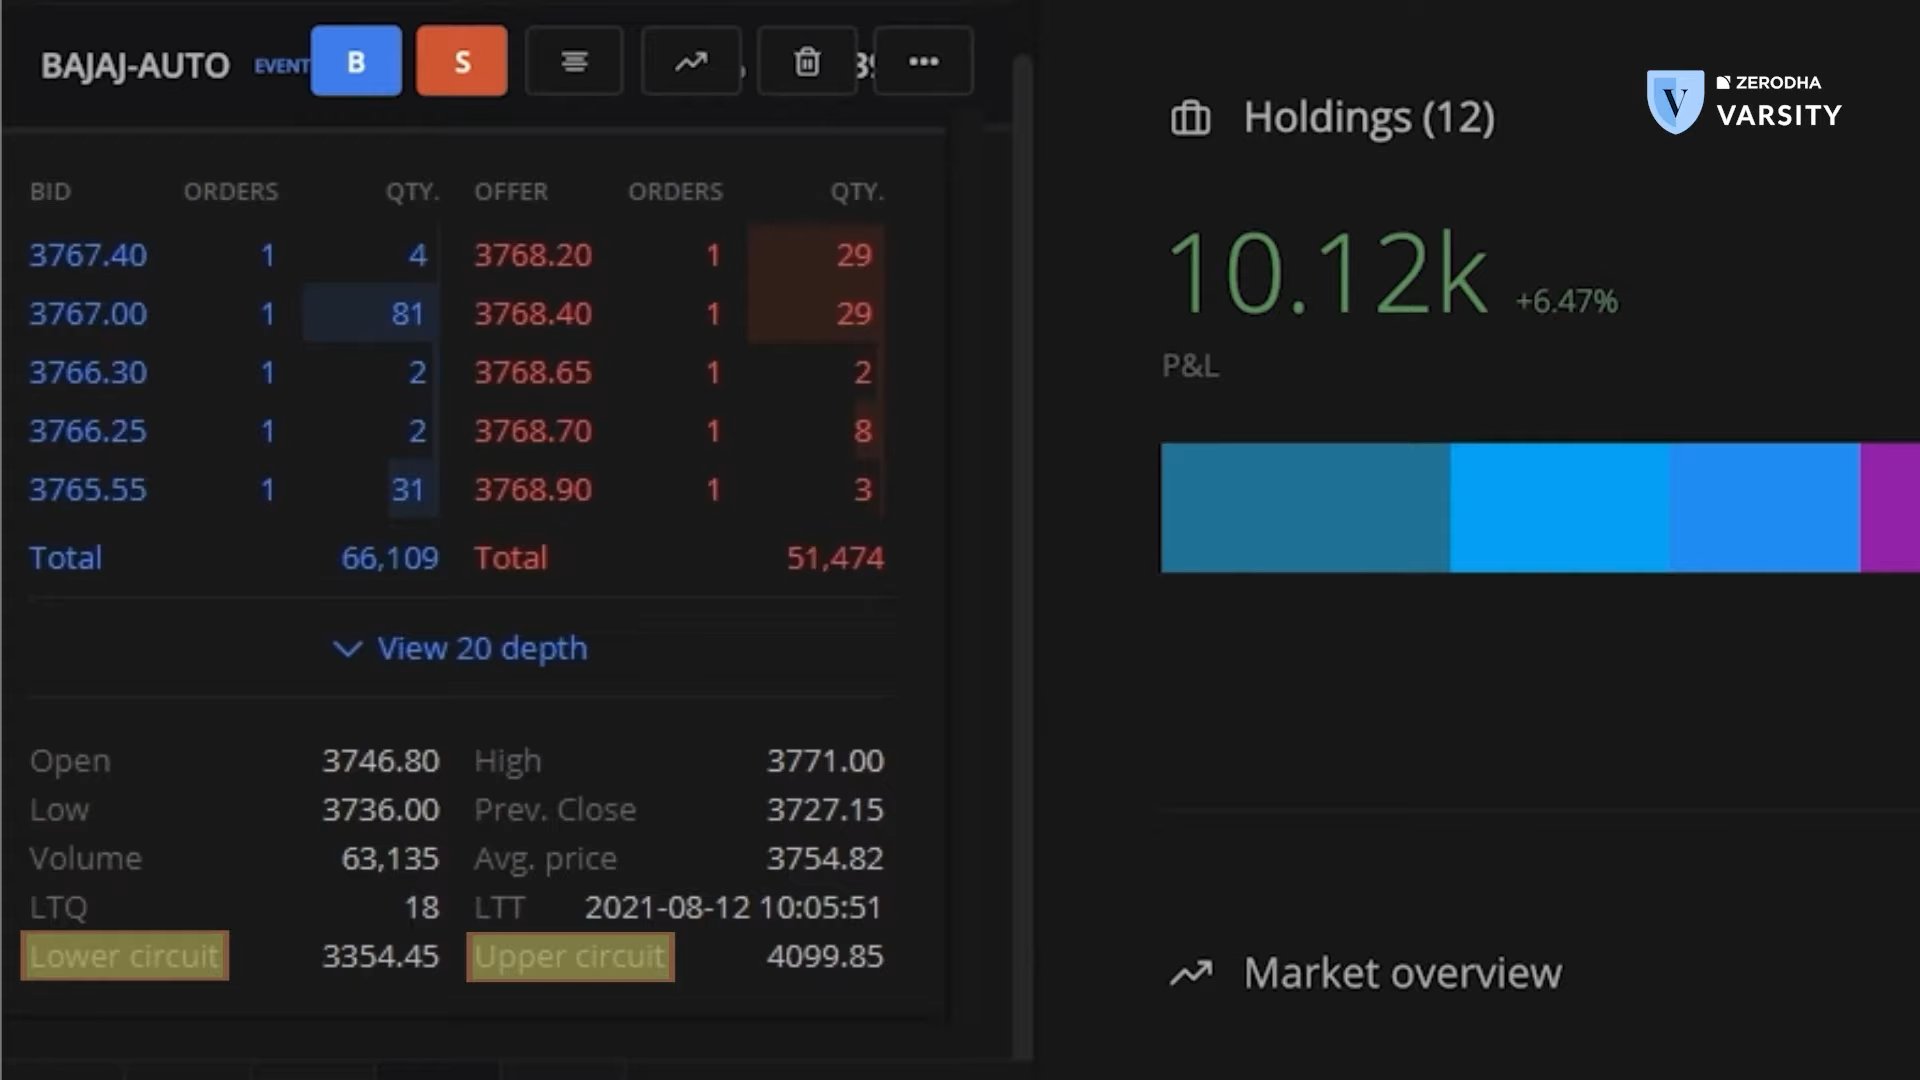 BAJAJ-AUTO EVENT B S
BID ORDERS QTY. OFFER ORDERS QTY.
3767.40 1 4 3768.20 1 29
3767.00 1 81 3768.40 1 29
3766.30 1 2 3768.65 1 2
3766.25 1 2 3768.70 1 8
3765.55 1 31 3768.90 1 3
Total 66,109 Total 51,474
View 20 depth
Open 3746.80 High 3771.00
Low 3736.00 Prev. Close 3727.15
Volume 63,135 Avg. price 3754.82
LTQ 18 LTT 2021-08-12 10:05:51
Lower circuit 3354.45 Upper circuit 4099.85
Holdings (12)
10.12k +6.47%
P&L
Market overview
ZERODHA
VARSITY